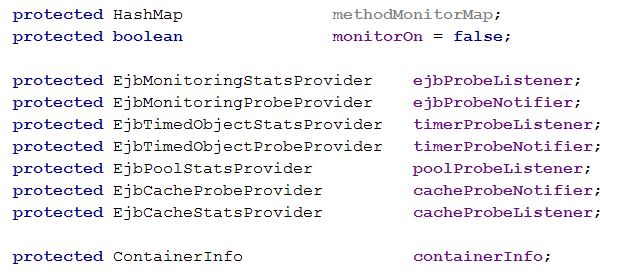 protected HashMap methodMonitorMap;
protected boolean monitorOn = false;
protected EjbMonitoringStatsProvider ejbProbeListener;
protected EjbMonitoringProbeProvider ejbProbeNotifier;
protected EjbTimedObjectStatsProvider timerProbeListener;
protected EjbTimedObjectProbeProvider timerProbeNotifier;
protected EjbPoolStatsProvider poolProbeListener;
protected EjbCacheProbeProvider cacheProbeNotifier;
protected EjbCacheStatsProvider cacheProbeListener;
protected ContainerInfo containerInfo;